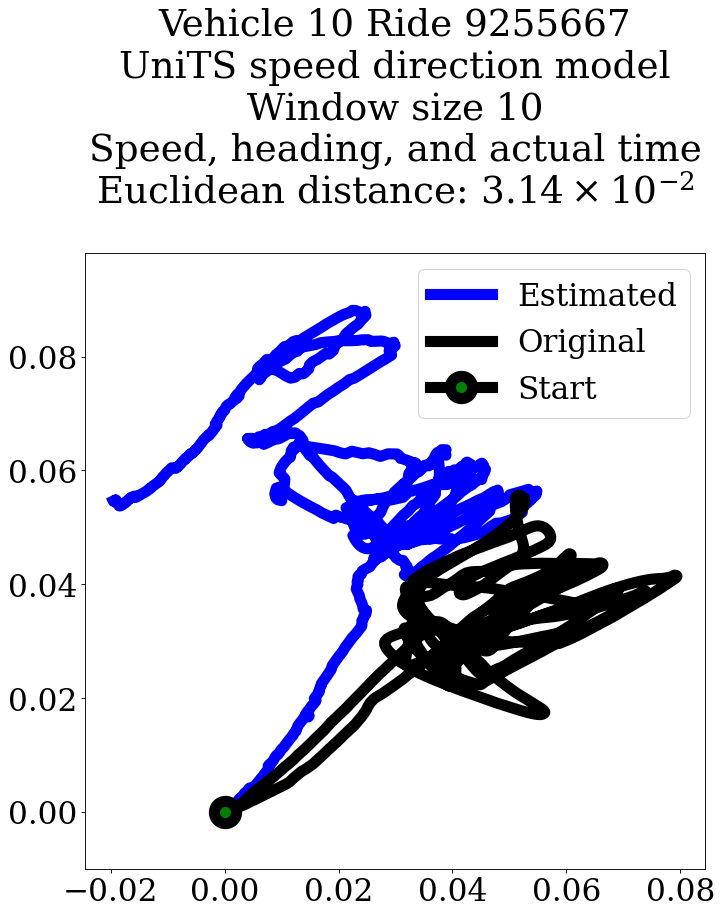 Vehicle 10 Ride 9255667
UniTS speed direction model
Window size 10
Speed, heading, and actual time
Euclidean distance: 3.14 × 10⁻²
Estimated
Original
Start
0.08
0.06
0.04
0.02
0.00
−0.02 0.00 0.02 0.04 0.06 0.08